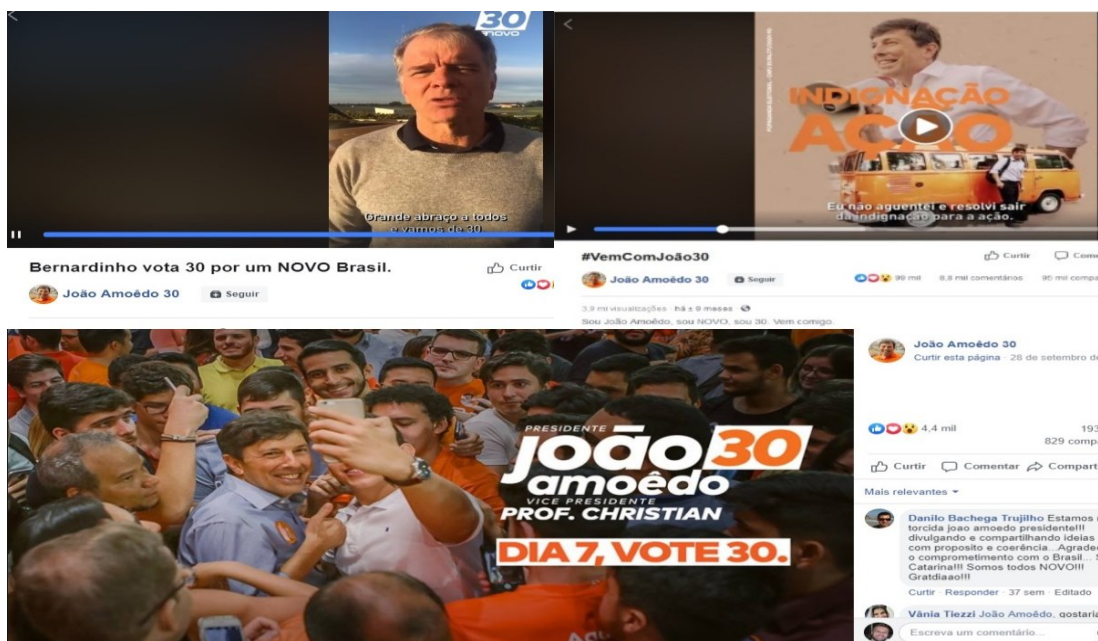 30
NOVO
Grande abraço a todos
e vamos de 30
Bernardinho vota 30 por um NOVO Brasil.
Curtir
João Amoêdo 30
Seguir
INDIGNAÇÃO
AÇÃO
Eu não aguentei e resolvi sair
da indignação para a ação.
#VemComJoão30
Curtir
Come
João Amoêdo 30
Seguir
99 mil
8,8 mil comentários
95 mil compa
3,9 mi visualizações · há ± 9 meses
Sou João Amoêdo, sou NOVO, sou 30. Vem comigo.
PRESIDENTE
joão 30
amoêdo
VICE PRESIDENTE
PROF. CHRISTIAN
DIA 7, VOTE 30.
João Amoêdo 30
Curtir esta página · 28 de setembro de
4,4 mil
193
829 compa
Curtir
Comentar
Compart
Mais relevantes
Danilo Bachega Trujilho Estamos
torcida joao amoedo presidente!!!
divulgando e compartilhando ideias
com proposito e coerência...Agrade
o comprometimento com o Brasil...
Catarina!!! Somos todos NOVO!!!
Gratdiaao!!!
Curtir · Responder · 37 sem · Editado
Vânia Tiezzi João Amoêdo, gostaria
Escreva um comentário...